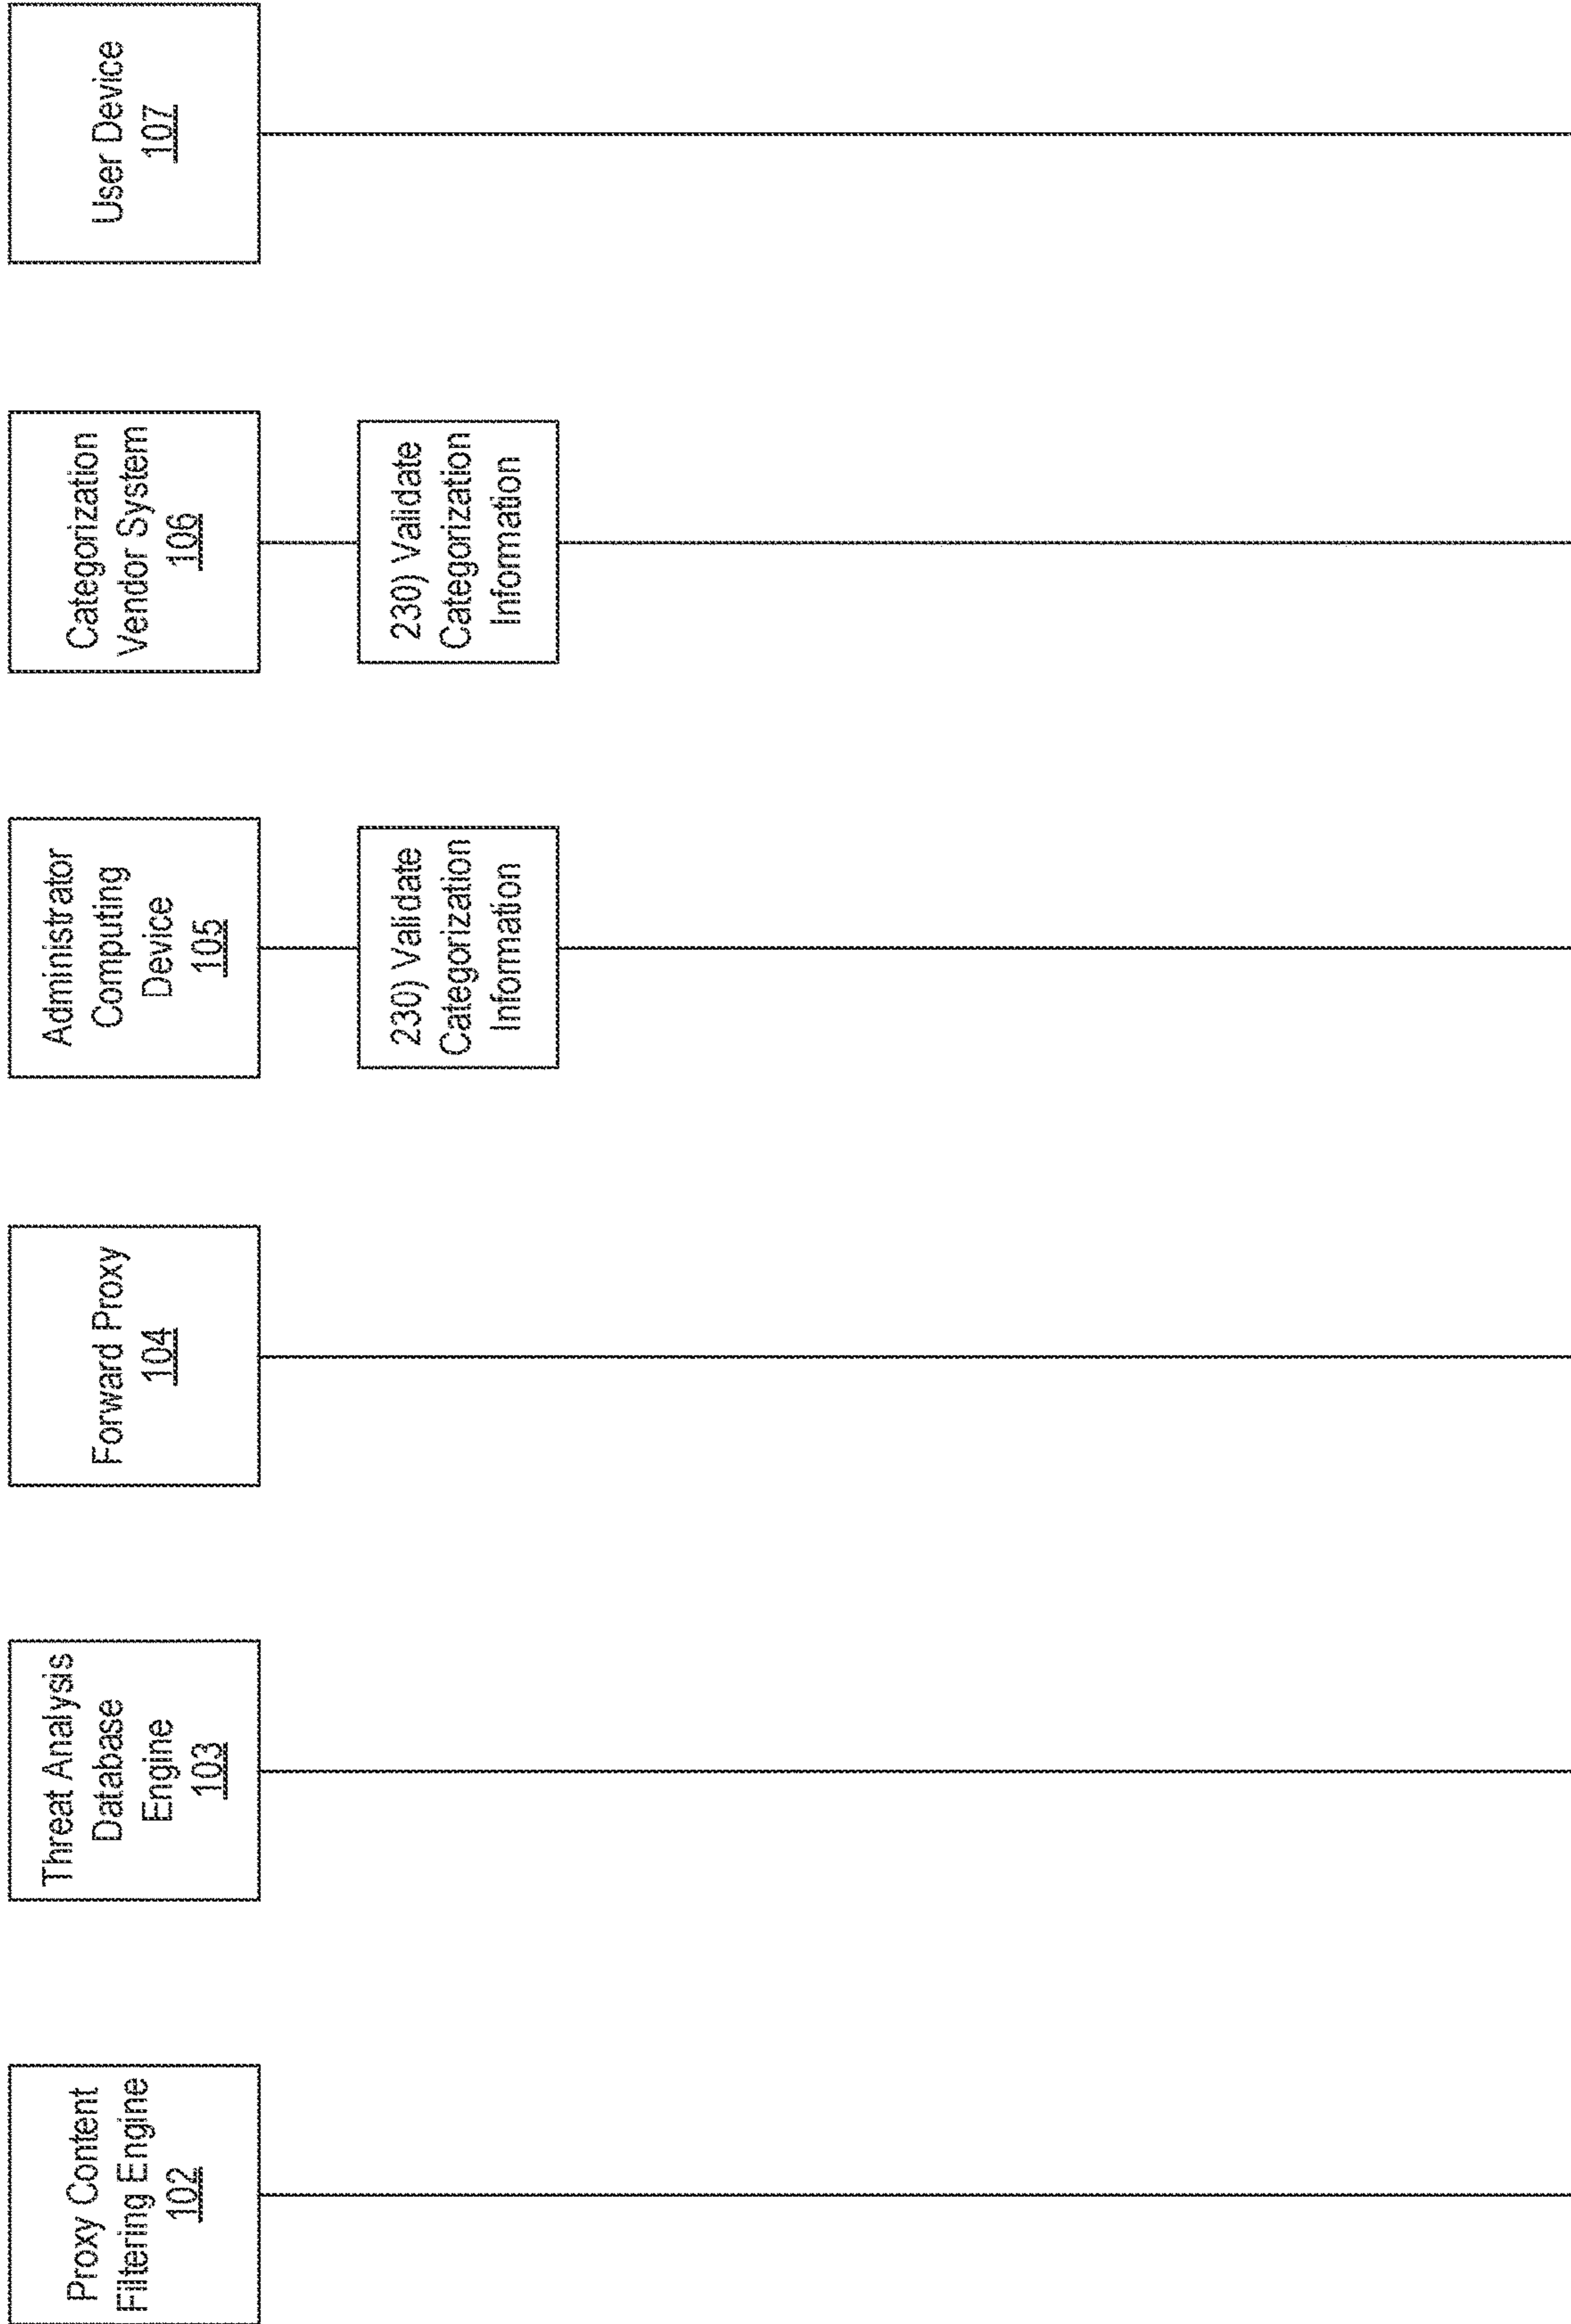 Proxy Content
Filtering Engine
102
Threat Analysis
Database
Engine
103
Forward Proxy
104
Administrator
Computing
Device
105
Categorization
Vendor System
106
User Device
107
230) Validate
Categorization
Information
230) Validate
Categorization
Information